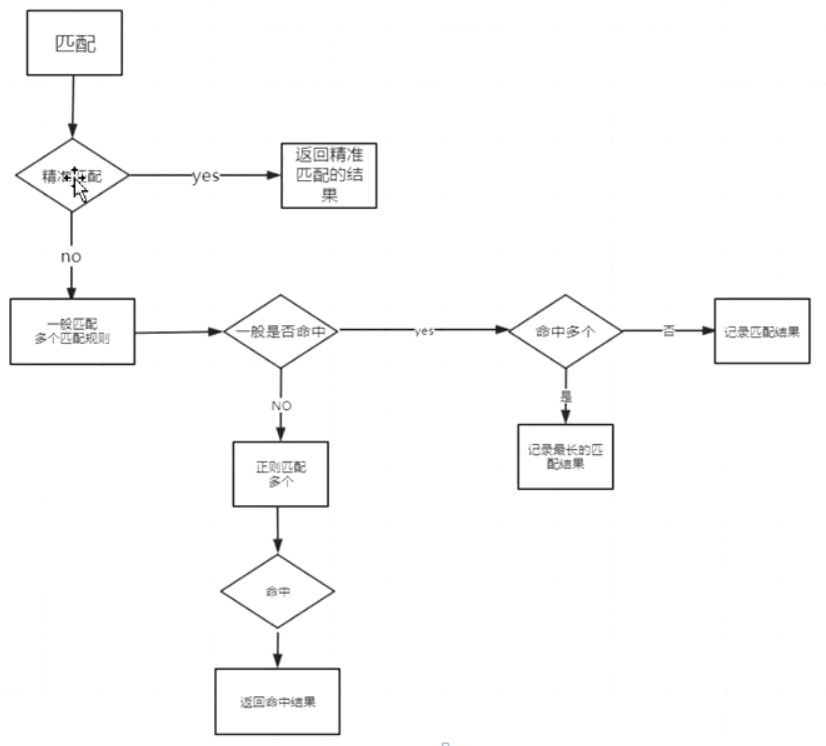 匹配
精准匹配
yes
返回精准
匹配的结
果
no
一般匹配
多个匹配规则
一般是否命中
yes
命中多个
否
记录匹配结果
NO
是
正则匹配
多个
记录最长的匹
配结果
命中
返回命中结果